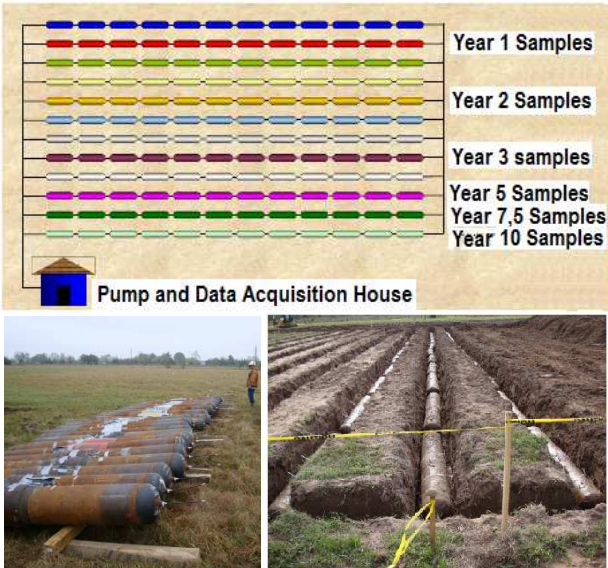 Year 1 Samples
Year 2 Samples
Year 3 samples
Year 5 Samples
Year 7,5 Samples
Year 10 Samples
Pump and Data Acquisition House